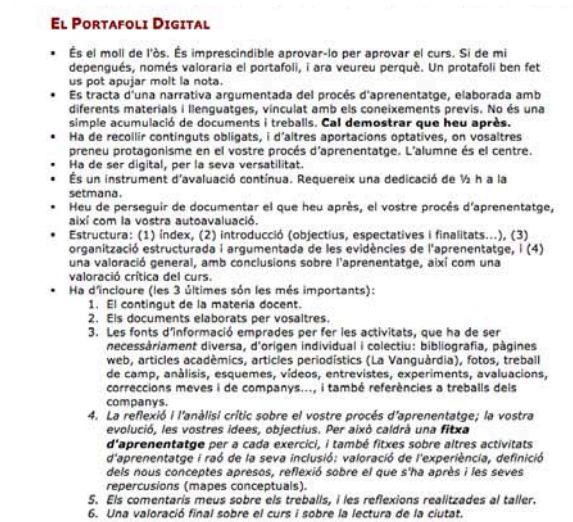 EL PORTAFOLI DIGITAL
▪ És el moll de l'òs. És imprescindible aprovar-lo per aprovar el curs. Si de mi
depengués, només valoraria el portafoli, i ara veureu perquè. Un protafoli ben fet
us pot apujar molt la nota.
▪ Es tracta d'una narrativa argumentada del procés d'aprenentatge, elaborada amb
diferents materials i llenguatges, vinculat amb els coneixements previs. No és una
simple acumulació de documents i treballs. Cal demostrar que heu après.
▪ Ha de recollir continguts obligats, i d'altres aportacions optatives, on vosaltres
preneu protagonisme en el vostre procés d'aprenentatge. L'alumne és el centre.
▪ Ha de ser digital, per la seva versatilitat.
▪ És un instrument d'avaluació contínua. Requereix una dedicació de ½ h a la
setmana.
▪ Heu de perseguir de documentar el que heu après, el vostre procés d'aprenentatge,
així com la vostra autoavaluació.
▪ Estructura: (1) índex, (2) introducció (objectius, espectatives i finalitats...), (3)
organització estructurada i argumentada de les evidències de l'aprenentatge, i (4)
una valoració general, amb conclusions sobre l'aprenentatge, així com una
valoració crítica del curs.
▪ Ha d'incloure (les 3 últimes són les més importants):
1. El contingut de la materia docent.
2. Els documents elaborats per vosaltres.
3. Les fonts d'informació emprades per fer les activitats, que ha de ser
necessàriament diversa, d'origen individual i colectiu: bibliografia, pàgines
web, articles acadèmics, articles periodístics (La Vanguàrdia), fotos, treball
de camp, anàlisi, esquemes, vídeos, entrevistes, experiments, avaluacions,
correccions meves i de companys..., i també referències a treballs dels
companys.
4. La reflexió i l'anàlisi crític sobre el vostre procés d'aprenentatge; la vostra
evolució, les vostres idees, objectius. Per això caldrà una fitxa
d'aprenentatge per a cada exercici, i també fitxes sobre altres activitats
d'aprenentatge i raó de la seva inclusió: valoració de l'experiència, definició
dels nous conceptes apresos, reflexió sobre el que s'ha après i les seves
repercusions (mapes conceptuals).
5. Els comentaris meus sobre els treballs, i les reflexions realitzades al taller.
6. Una valoració final sobre el curs i sobre la lectura de la ciutat.